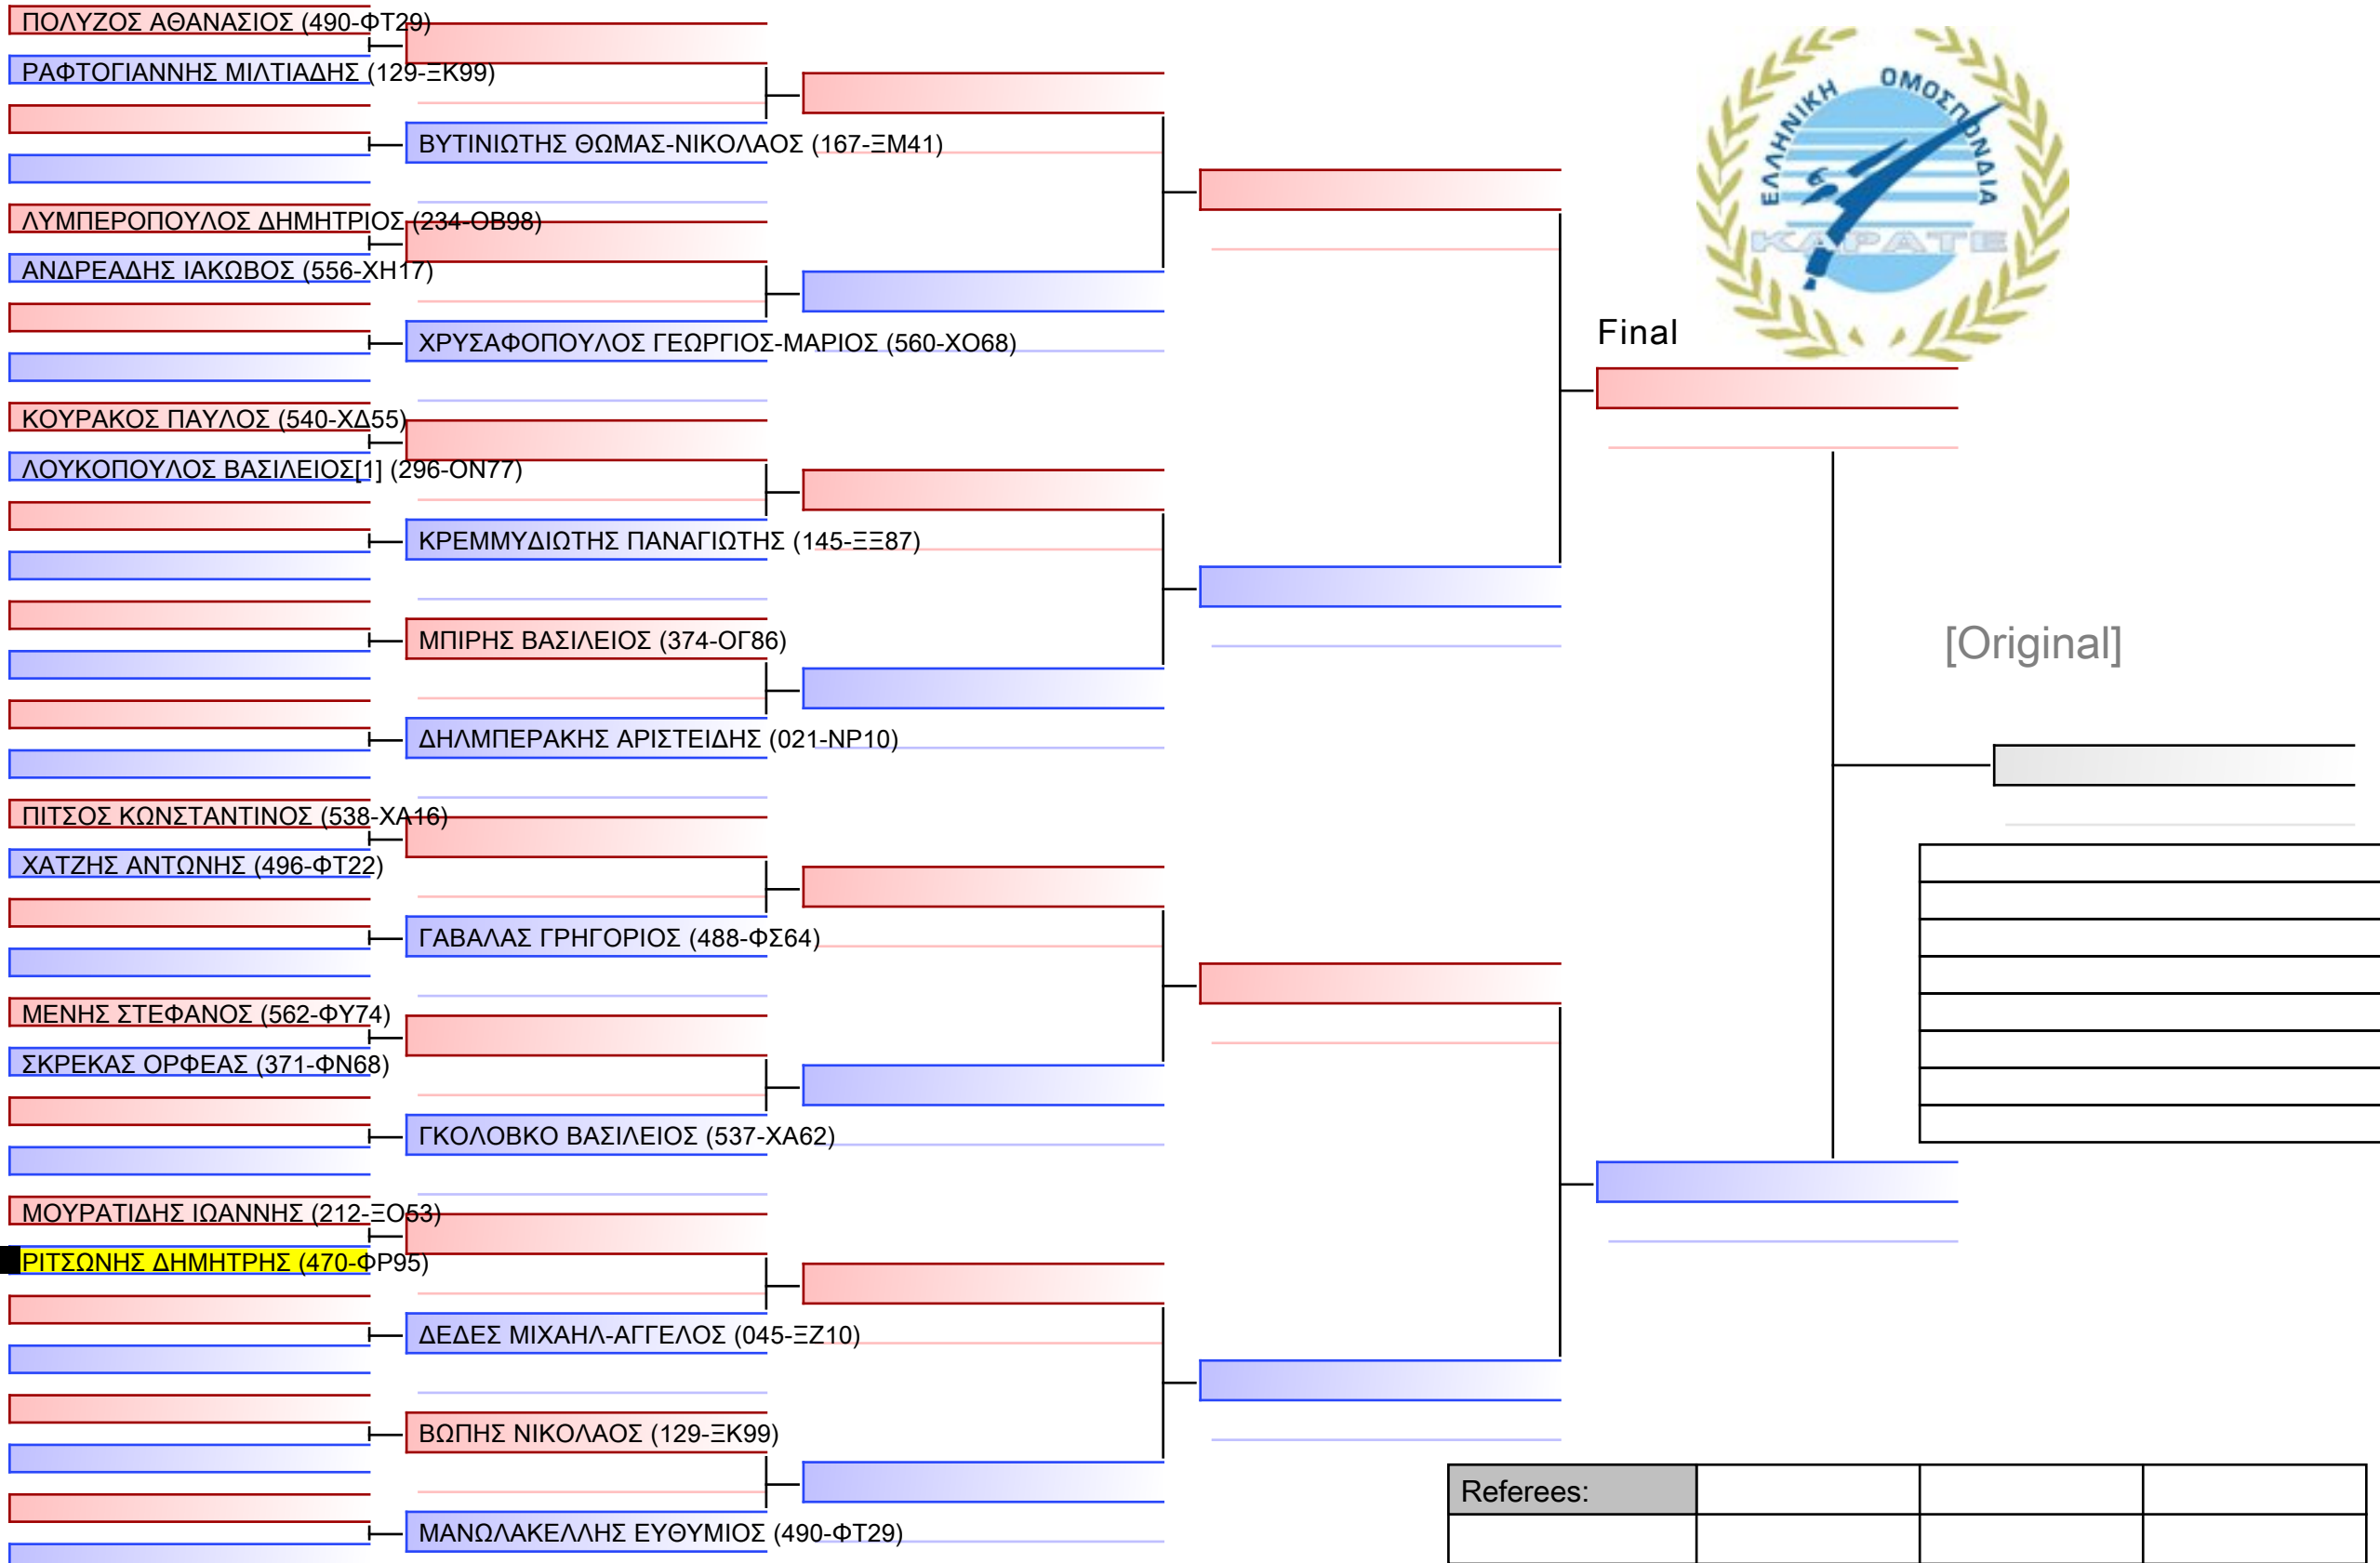 ΠΟΛΥΖΟΣ ΑΘΑΝΑΣΙΟΣ (490-ΦΤ29)
ΡΑΦΤΟΓΙΑΝΝΗΣ ΜΙΛΤΙΑΔΗΣ (129-ΞΚ99)
ΒΥΤΙΝΙΩΤΗΣ ΘΩΜΑΣ-ΝΙΚΟΛΑΟΣ (167-ΞΜ41)
ΛΥΜΠΕΡΟΠΟΥΛΟΣ ΔΗΜΗΤΡΙΟΣ (234-ΟΒ98)
ΑΝΔΡΕΑΔΗΣ ΙΑΚΩΒΟΣ (556-ΧΗ17)
ΧΡΥΣΑΦΟΠΟΥΛΟΣ ΓΕΩΡΓΙΟΣ-ΜΑΡΙΟΣ (560-ΧΟ68)
ΚΟΥΡΑΚΟΣ ΠΑΥΛΟΣ (540-ΧΔ55)
ΛΟΥΚΟΠΟΥΛΟΣ ΒΑΣΙΛΕΙΟΣ[1] (296-ΟΝ77)
ΚΡΕΜΜΥΔΙΩΤΗΣ ΠΑΝΑΓΙΩΤΗΣ (145-ΞΞ87)
ΜΠΙΡΗΣ ΒΑΣΙΛΕΙΟΣ (374-ΟΓ86)
ΔΗΛΜΠΕΡΑΚΗΣ ΑΡΙΣΤΕΙΔΗΣ (021-ΝΡ10)
ΠΙΤΣΟΣ ΚΩΝΣΤΑΝΤΙΝΟΣ (538-ΧΑ16)
ΧΑΤΖΗΣ ΑΝΤΩΝΗΣ (496-ΦΤ22)
ΓΑΒΑΛΑΣ ΓΡΗΓΟΡΙΟΣ (488-ΦΣ64)
ΜΕΝΗΣ ΣΤΕΦΑΝΟΣ (562-ΦΥ74)
ΣΚΡΕΚΑΣ ΟΡΦΕΑΣ (371-ΦΝ68)
ΓΚΟΛΟΒΚΟ ΒΑΣΙΛΕΙΟΣ (537-ΧΑ62)
ΜΟΥΡΑΤΙΔΗΣ ΙΩΑΝΝΗΣ (212-ΞΟ53)
ΡΙΤΣΩΝΗΣ ΔΗΜΗΤΡΗΣ (470-ΦΡ95)
ΔΕΔΕΣ ΜΙΧΑΗΛ-ΑΓΓΕΛΟΣ (045-ΞΖ10)
ΒΩΠΗΣ ΝΙΚΟΛΑΟΣ (129-ΞΚ99)
ΜΑΝΩΛΑΚΕΛΛΗΣ ΕΥΘΥΜΙΟΣ (490-ΦΤ29)
ΕΛΛΗΝΙΚΗ ΟΜΟΣΠΟΝΔΙΑ
ΚΑΡΑΤΕ
Final
[Original]
Referees: